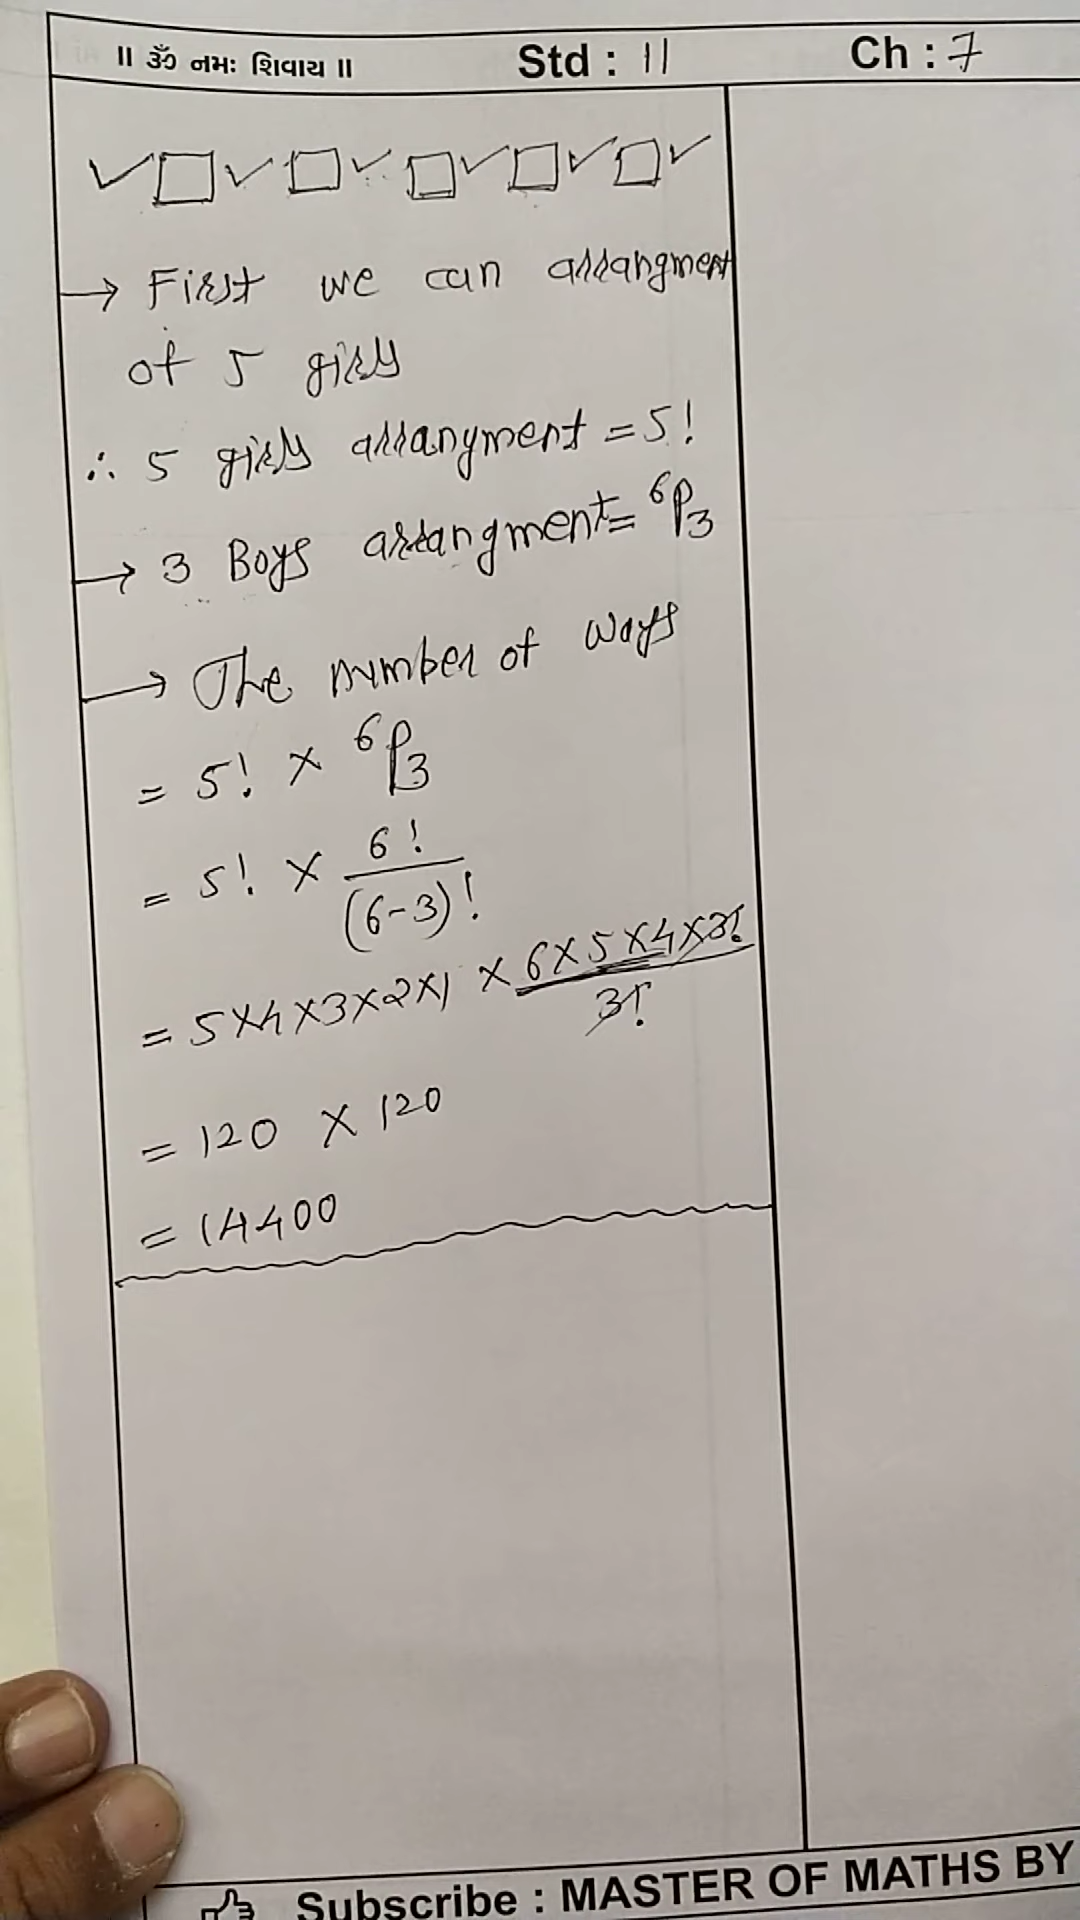 ॥ ૐ નમઃ શિવાય ॥ Std : 11 Ch : 7
→ First we can arrangment
of 5 girls
∴ 5 girls arrangment = 5!
→ 3 Boys arrangment = ⁶P₃
→ The number of ways
= 5! × ⁶P₃
= 5! × 6! / (6-3)!
= 5×4×3×2×1 × 6×5×4×3! / 3!
= 120 × 120
= 14400
Subscribe : MASTER OF MATHS BY